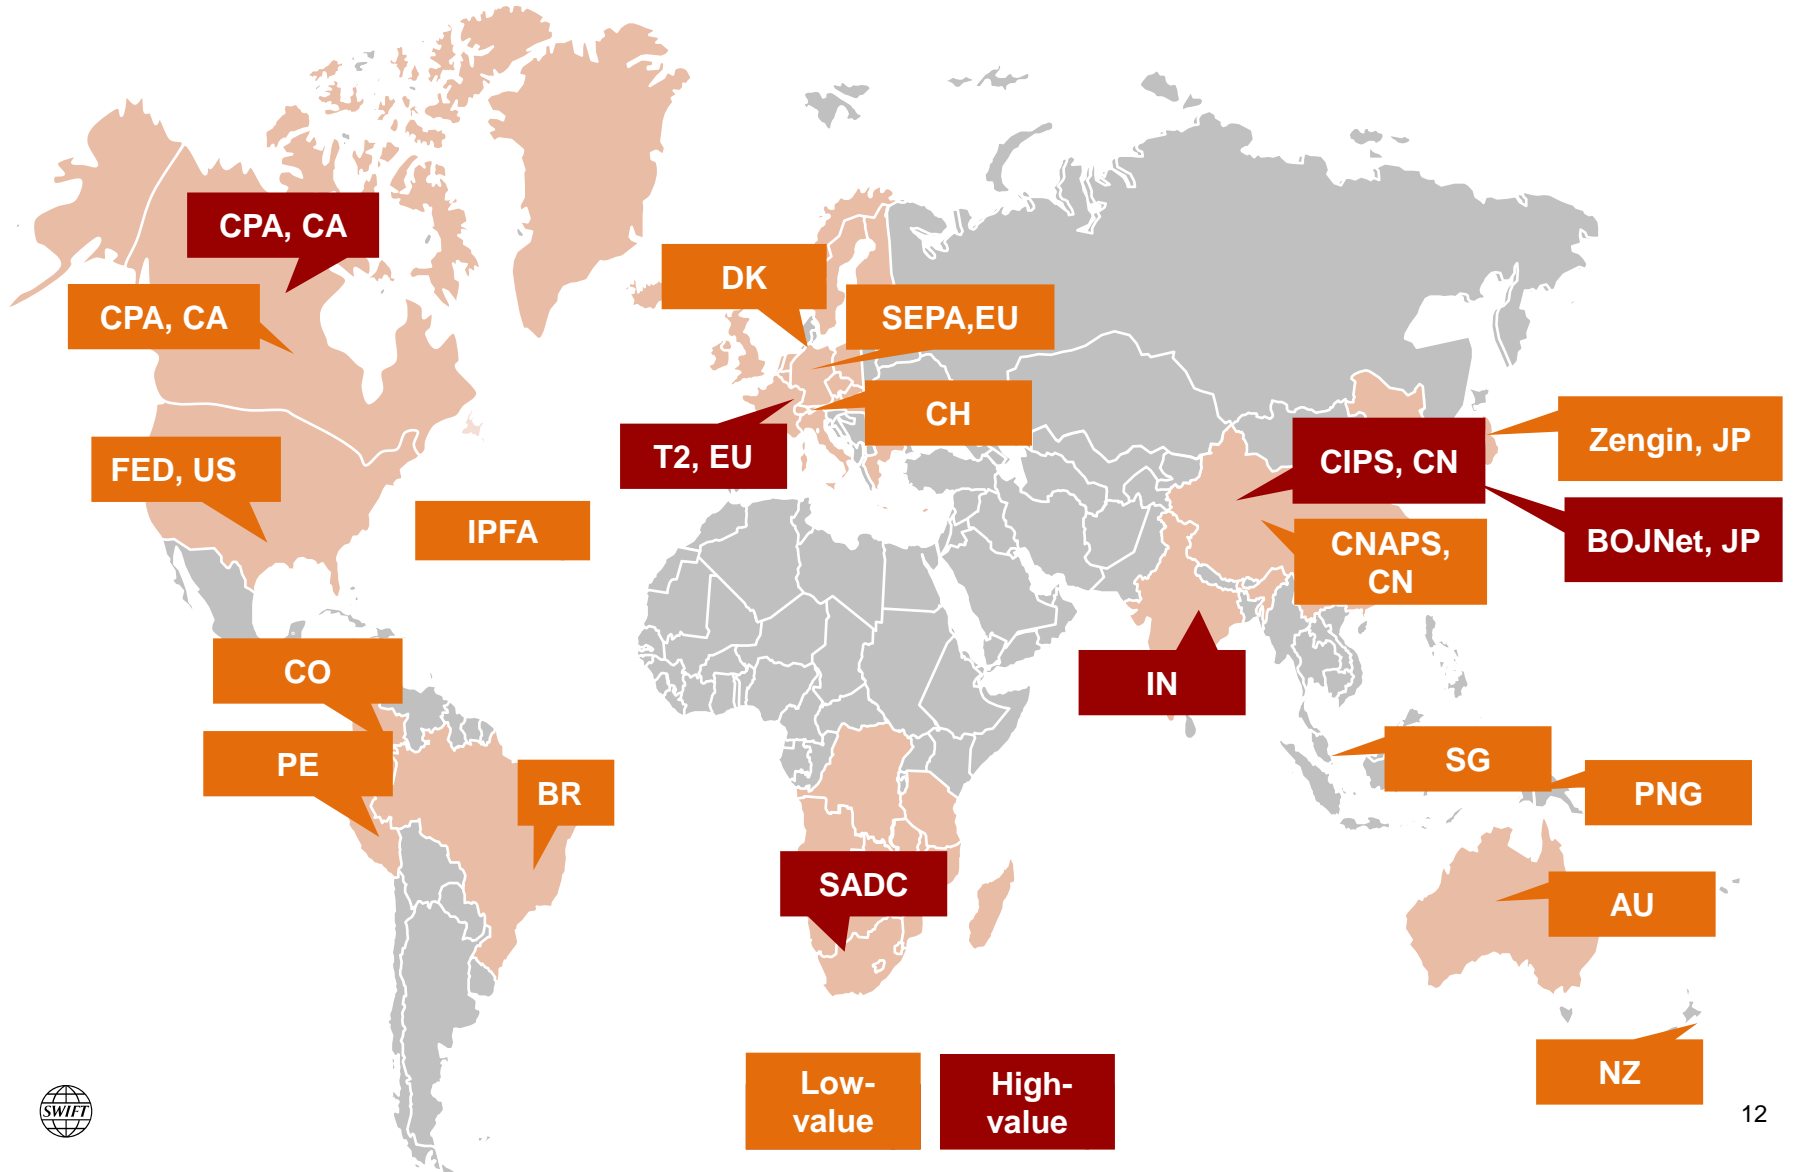 CPA, CA
CPA, CA
FED, US
IPFA
CO
PE
BR
DK
SEPA,EU
CH
T2, EU
SADC
IN
CIPS, CN
CNAPS,
CN
Zengin, JP
BOJNet, JP
SG
PNG
AU
NZ
Low-
value
High-
value
SWIFT
12